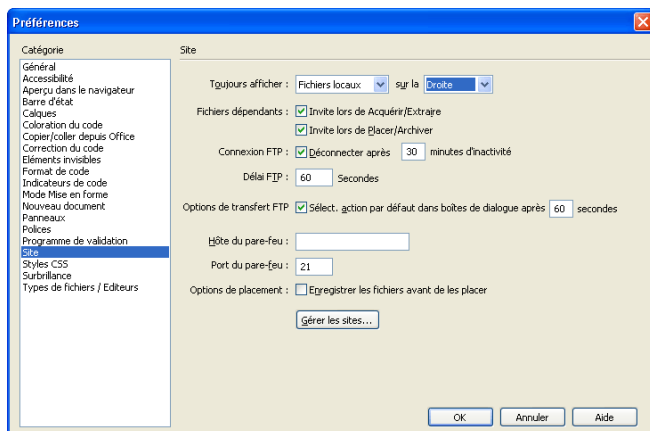 Préférences
Catégorie
Général
Accessibilité
Aperçu dans le navigateur
Barre d'état
Calques
Coloration du code
Copier/coller depuis Office
Correction du code
Eléments invisibles
Format de code
Indicateurs de code
Mode Mise en forme
Nouveau document
Panneaux
Polices
Programme de validation
Site
Styles CSS
Surbrillance
Types de fichiers / Editeurs
Site
Toujours afficher : Fichiers locaux sur la Droite
Fichiers dépendants : Invite lors de Acquérir/Extraire
Invite lors de Placer/Archiver
Connexion FTP : Déconnecter après 30 minutes d'inactivité
Délai FTP : 60 Secondes
Options de transfert FTP Sélect. action par défaut dans boîtes de dialogue après 60 secondes
Hôte du pare-feu :
Port du pare-feu : 21
Options de placement : Enregistrer les fichiers avant de les placer
Gérer les sites...
OK Annuler Aide